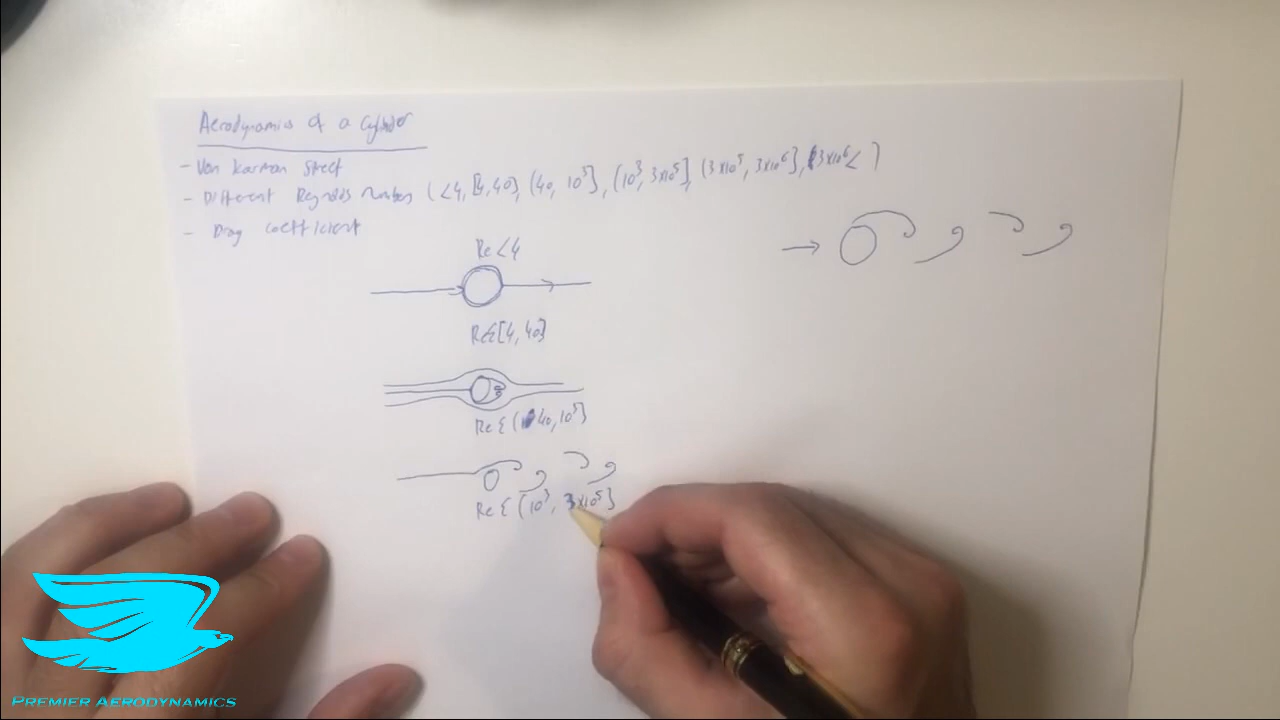 Aerodynamics of a Cylinder
- Von Karman Street
- Different Reynolds numbers (<4, [4,40], (40, 10³], (10³, 3x10⁵], (3x10⁵, 3x10⁶], (3x10⁶< )
- Drag coefficient
Re<4
Re∈[4,40]
Re∈(40,10³]
Re∈(10³, 3x10⁵]
PREMIER AERODYNAMICS